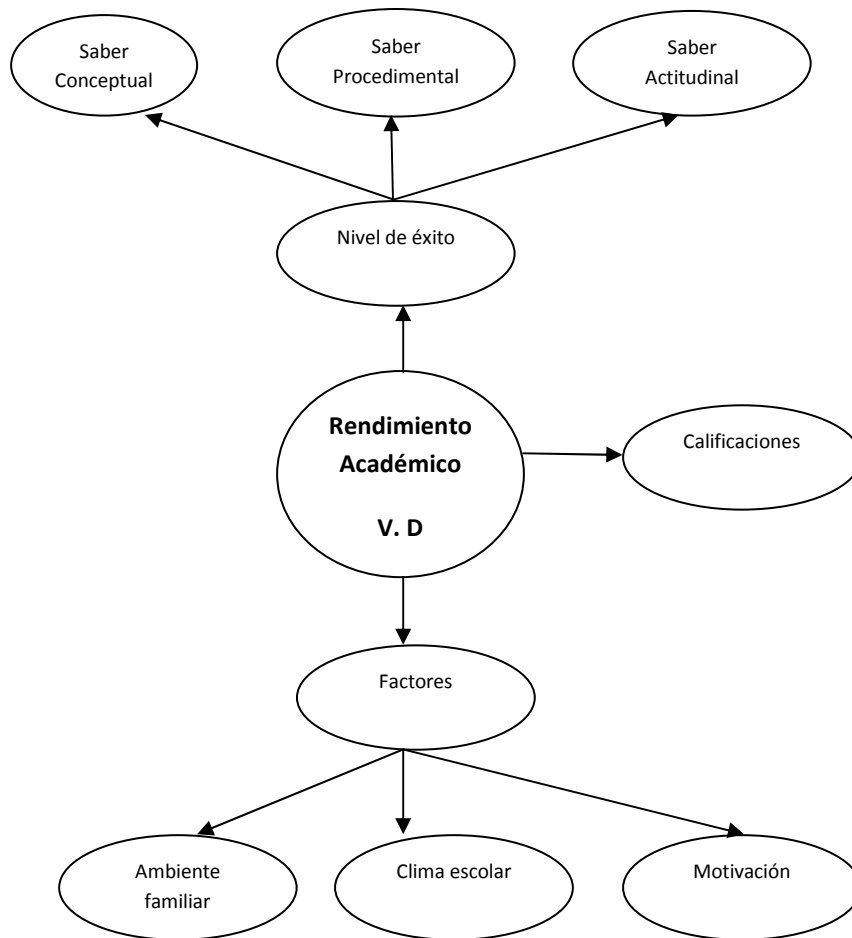 Saber
Conceptual
Saber
Procedimental
Saber
Actitudinal
Nivel de éxito
Rendimiento
Académico
V. D
Calificaciones
Factores
Ambiente
familiar
Clima escolar
Motivación